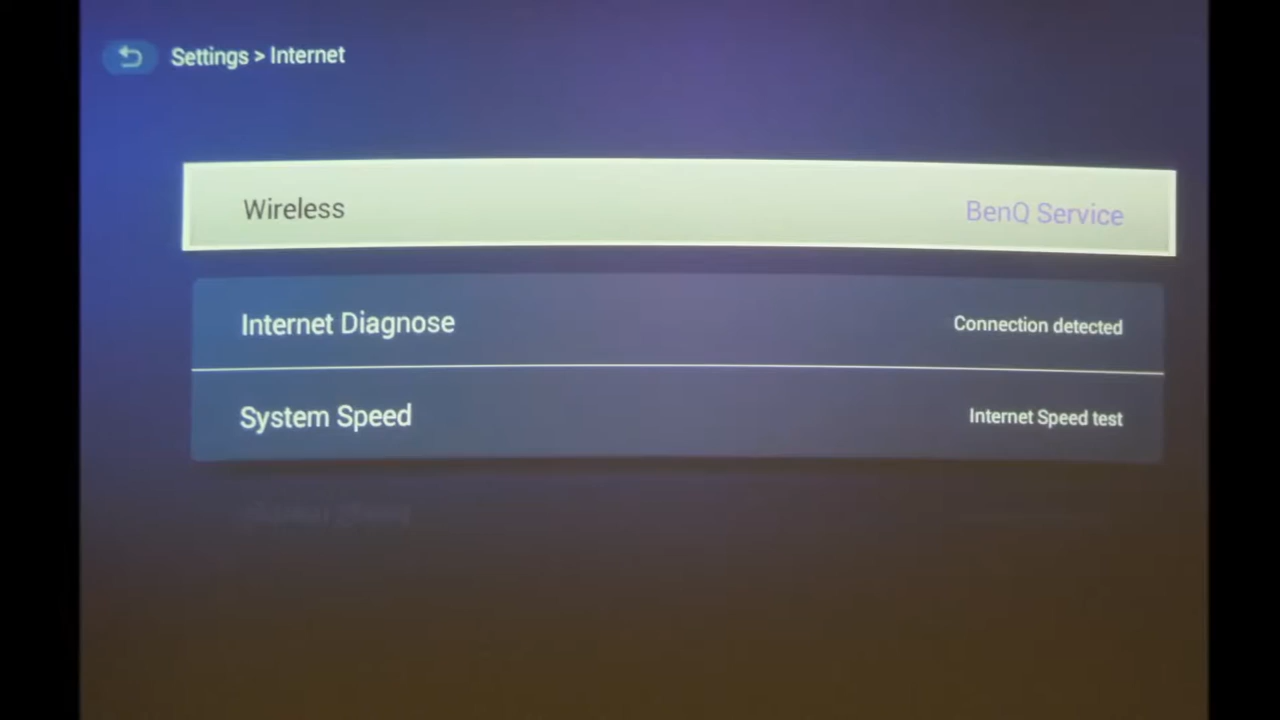 Settings > Internet
Wireless
BenQ Service
Internet Diagnose
Connection detected
System Speed
Internet Speed test